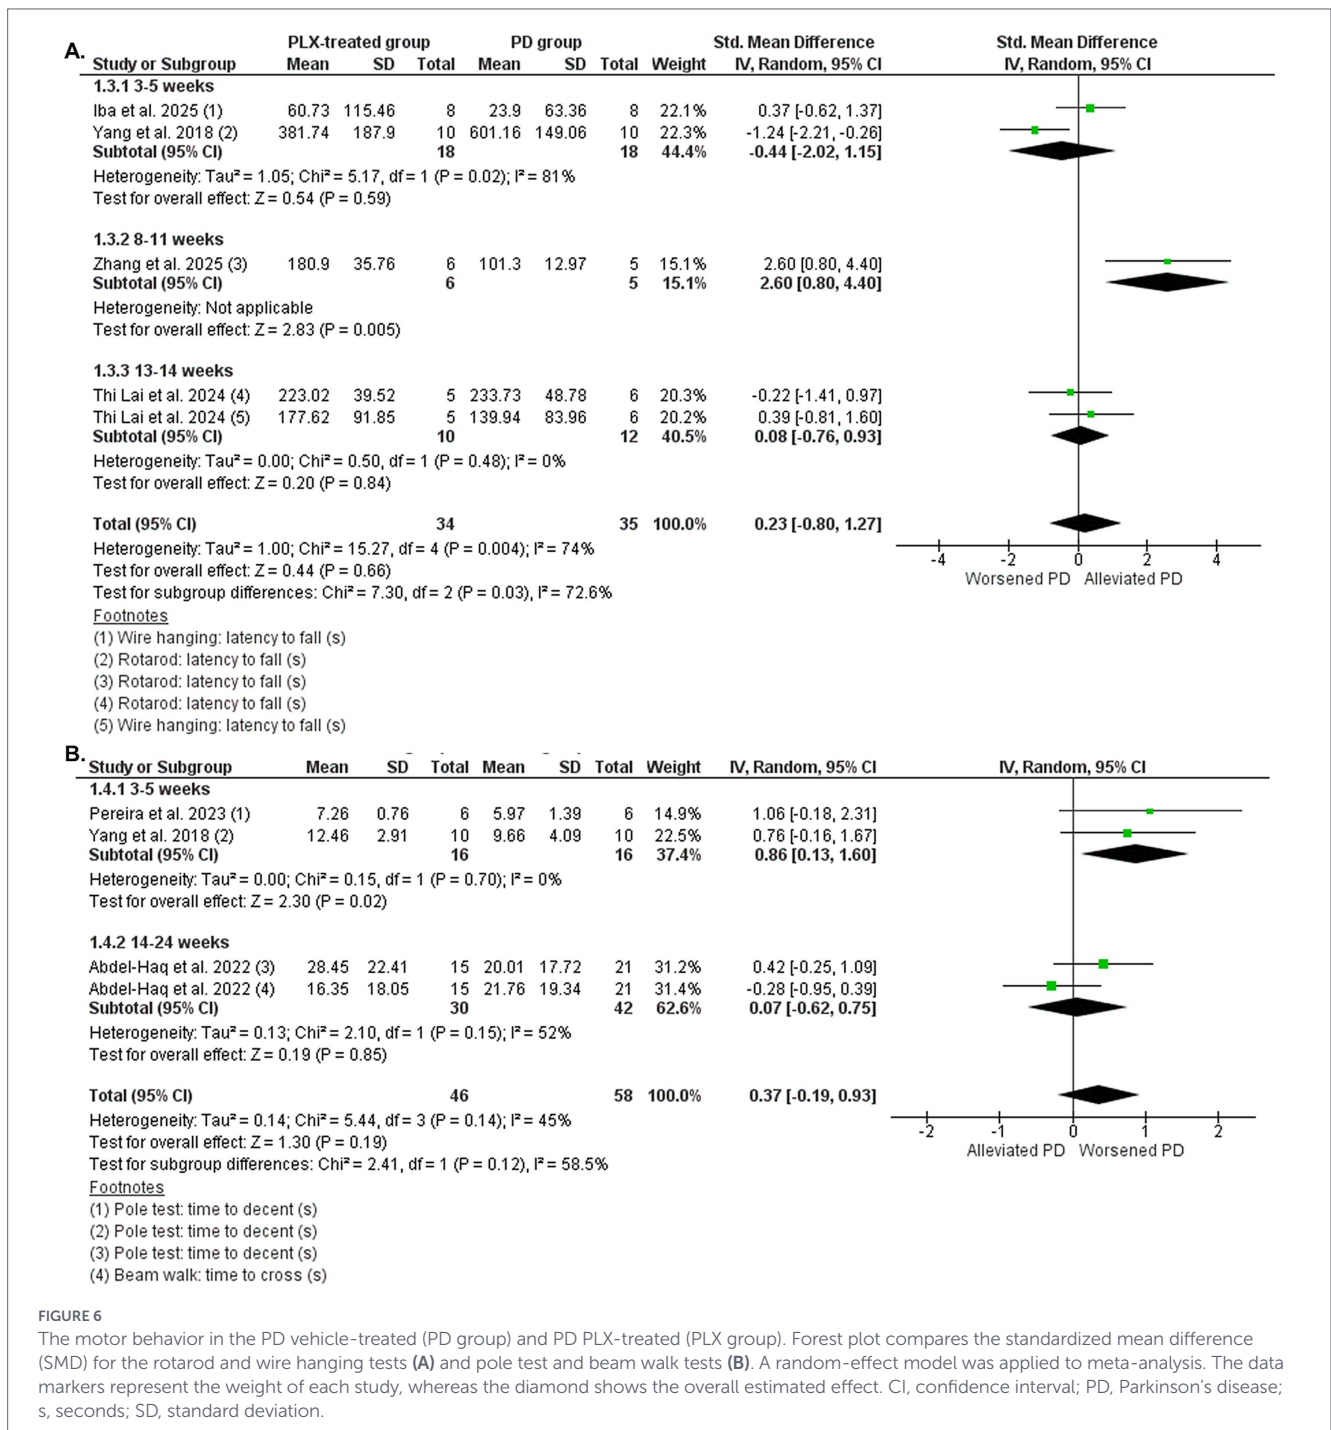 A.
PLX-treated group PD group Std. Mean Difference Std. Mean Difference
Study or Subgroup Mean SD Total Mean SD Total Weight IV, Random, 95% CI IV, Random, 95% CI
1.3.1 3-5 weeks
Iba et al. 2025 (1) 60.73 115.46 8 23.9 63.36 8 22.1% 0.37 [-0.62, 1.37]
Yang et al. 2018 (2) 381.74 187.9 10 601.16 149.06 10 22.3% -1.24 [-2.21, -0.26]
Subtotal (95% CI) 18 18 44.4% -0.44 [-2.02, 1.15]
Heterogeneity: Tau² = 1.05; Chi² = 5.17, df = 1 (P = 0.02); I² = 81%
Test for overall effect: Z = 0.54 (P = 0.59)
1.3.2 8-11 weeks
Zhang et al. 2025 (3) 180.9 35.76 6 101.3 12.97 5 15.1% 2.60 [0.80, 4.40]
Subtotal (95% CI) 6 5 15.1% 2.60 [0.80, 4.40]
Heterogeneity: Not applicable
Test for overall effect: Z = 2.83 (P = 0.005)
1.3.3 13-14 weeks
Thi Lai et al. 2024 (4) 223.02 39.52 5 233.73 48.78 6 20.3% -0.22 [-1.41, 0.97]
Thi Lai et al. 2024 (5) 177.62 91.85 5 139.94 83.96 6 20.2% 0.39 [-0.81, 1.60]
Subtotal (95% CI) 10 12 40.5% 0.08 [-0.76, 0.93]
Heterogeneity: Tau² = 0.00; Chi² = 0.50, df = 1 (P = 0.48); I² = 0%
Test for overall effect: Z = 0.20 (P = 0.84)
Total (95% CI) 34 35 100.0% 0.23 [-0.80, 1.27]
Heterogeneity: Tau² = 1.00; Chi² = 15.27, df = 4 (P = 0.004); I² = 74%
Test for overall effect: Z = 0.44 (P = 0.66)
Test for subgroup differences: Chi² = 7.30, df = 2 (P = 0.03), I² = 72.6%
-4 -2 0 2 4
Worsened PD Alleviated PD
Footnotes
(1) Wire hanging: latency to fall (s)
(2) Rotarod: latency to fall (s)
(3) Rotarod: latency to fall (s)
(4) Rotarod: latency to fall (s)
(5) Wire hanging: latency to fall (s)
B.
Study or Subgroup Mean SD Total Mean SD Total Weight IV, Random, 95% CI IV, Random, 95% CI
1.4.1 3-5 weeks
Pereira et al. 2023 (1) 7.26 0.76 6 5.97 1.39 6 14.9% 1.06 [-0.18, 2.31]
Yang et al. 2018 (2) 12.46 2.91 10 9.66 4.09 10 22.5% 0.76 [-0.16, 1.67]
Subtotal (95% CI) 16 16 37.4% 0.86 [0.13, 1.60]
Heterogeneity: Tau² = 0.00; Chi² = 0.15, df = 1 (P = 0.70); I² = 0%
Test for overall effect: Z = 2.30 (P = 0.02)
1.4.2 14-24 weeks
Abdel-Haq et al. 2022 (3) 28.45 22.41 15 20.01 17.72 21 31.2% 0.42 [-0.25, 1.09]
Abdel-Haq et al. 2022 (4) 16.35 18.05 15 21.76 19.34 21 31.4% -0.28 [-0.95, 0.39]
Subtotal (95% CI) 30 42 62.6% 0.07 [-0.62, 0.75]
Heterogeneity: Tau² = 0.13; Chi² = 2.10, df = 1 (P = 0.15); I² = 52%
Test for overall effect: Z = 0.19 (P = 0.85)
Total (95% CI) 46 58 100.0% 0.37 [-0.19, 0.93]
Heterogeneity: Tau² = 0.14; Chi² = 5.44, df = 3 (P = 0.14); I² = 45%
Test for overall effect: Z = 1.30 (P = 0.19)
Test for subgroup differences: Chi² = 2.41, df = 1 (P = 0.12), I² = 58.5%
-2 -1 0 1 2
Alleviated PD Worsened PD
Footnotes
(1) Pole test: time to decent (s)
(2) Pole test: time to decent (s)
(3) Pole test: time to decent (s)
(4) Beam walk: time to cross (s)
FIGURE 6
The motor behavior in the PD vehicle-treated (PD group) and PD PLX-treated (PLX group). Forest plot compares the standardized mean difference
(SMD) for the rotarod and wire hanging tests (A) and pole test and beam walk tests (B). A random-effect model was applied to meta-analysis. The data
markers represent the weight of each study, whereas the diamond shows the overall estimated effect. CI, confidence interval; PD, Parkinson's disease;
s, seconds; SD, standard deviation.